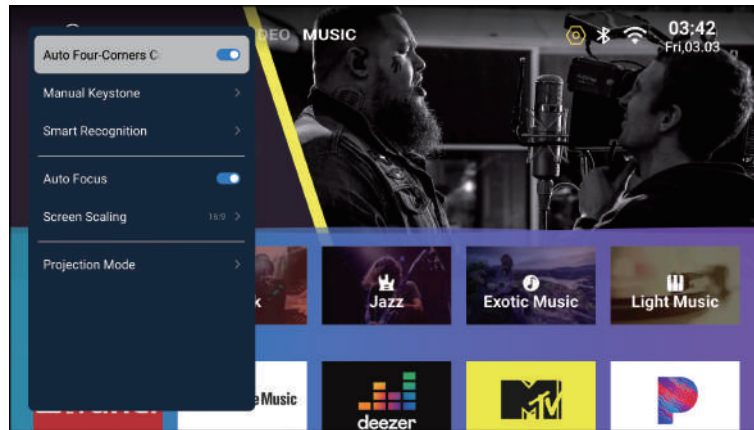 DEO MUSIC
03:42
Fri,03.03
Auto Four-Corners C
Manual Keystone
Smart Recognition
Auto Focus
Screen Scaling 16:9
Projection Mode
k
Jazz
Exotic Music
Light Music
e Music
deezer
MTV